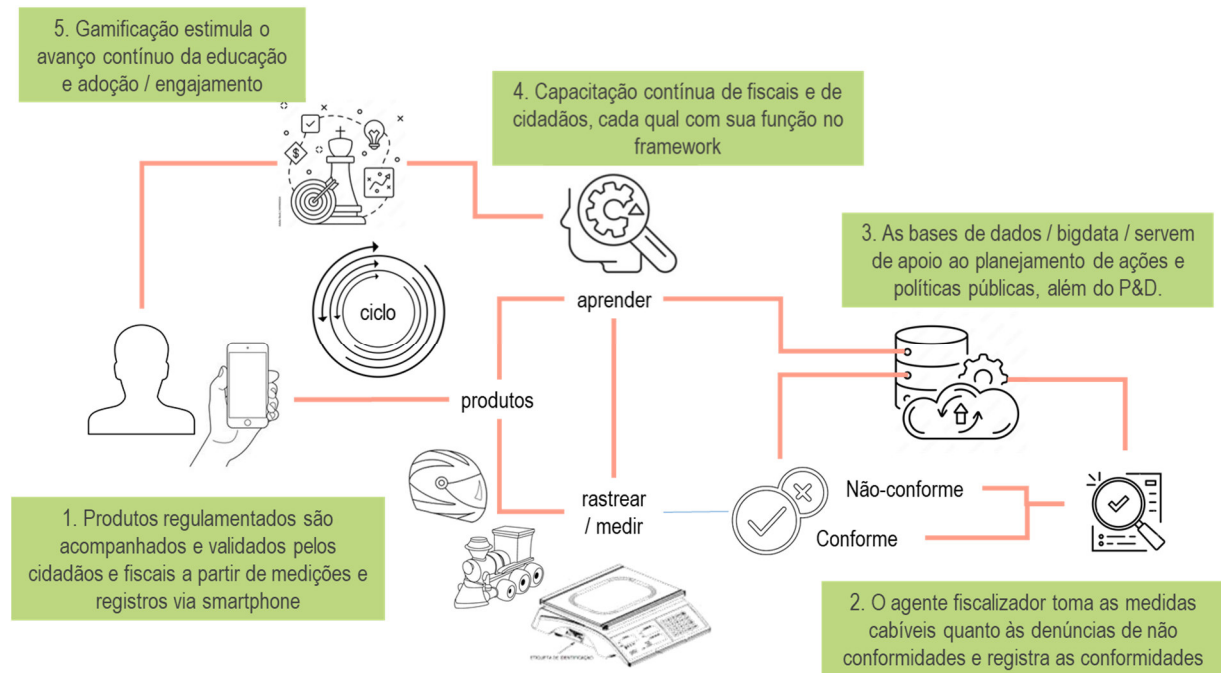 5. Gamificação estimula o
avanço contínuo da educação
e adoção / engajamento
4. Capacitação contínua de fiscais e de
cidadãos, cada qual com sua função no
framework
3. As bases de dados / bigdata / servem
de apoio ao planejamento de ações e
políticas públicas, além do P&D.
$
ciclo
aprender
produtos
rastrear
/ medir
Não-conforme
Conforme
ETIQUETA DE IDENTIFICAÇÃO
1. Produtos regulamentados são
acompanhados e validados pelos
cidadãos e fiscais a partir de medições e
registros via smartphone
2. O agente fiscalizador toma as medidas
cabíveis quanto às denúncias de não
conformidades e registra as conformidades